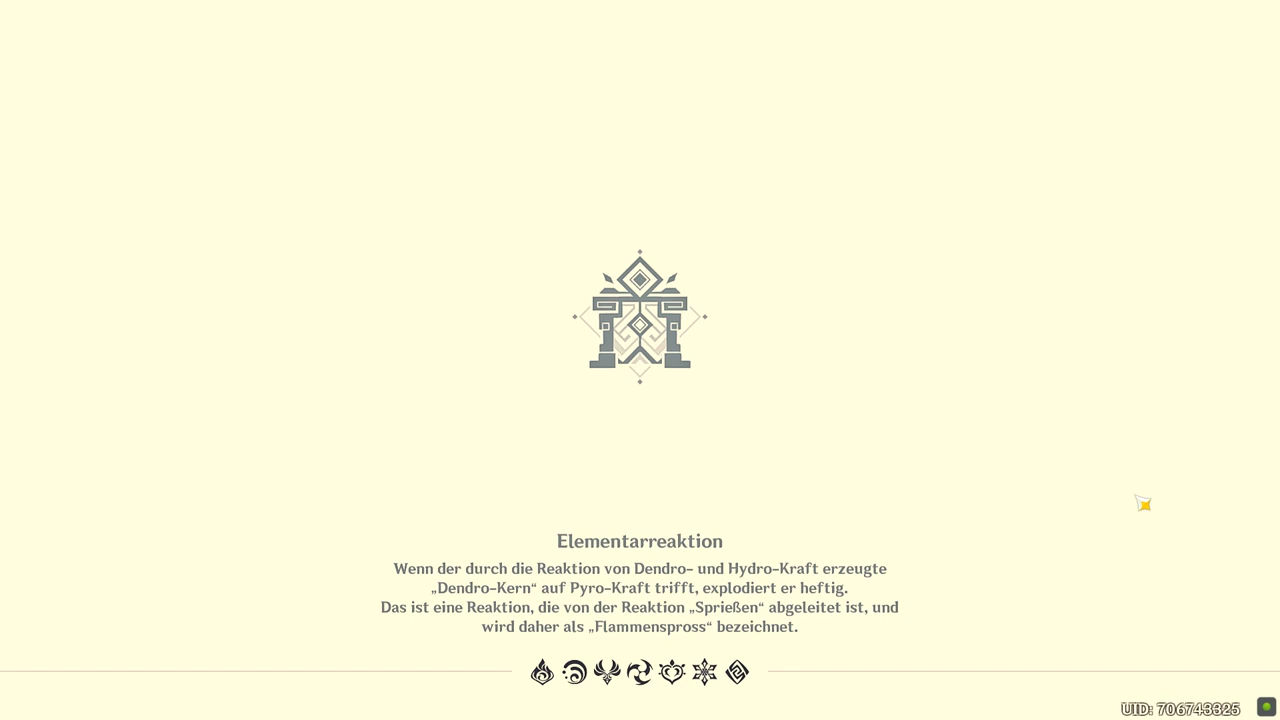 Elementarreaktion
Wenn der durch die Reaktion von Dendro- und Hydro-Kraft erzeugte
„Dendro-Kern“ auf Pyro-Kraft trifft, explodiert er heftig.
Das ist eine Reaktion, die von der Reaktion „Sprießen“ abgeleitet ist, und
wird daher als „Flammenspross“ bezeichnet.
UID: 706743325